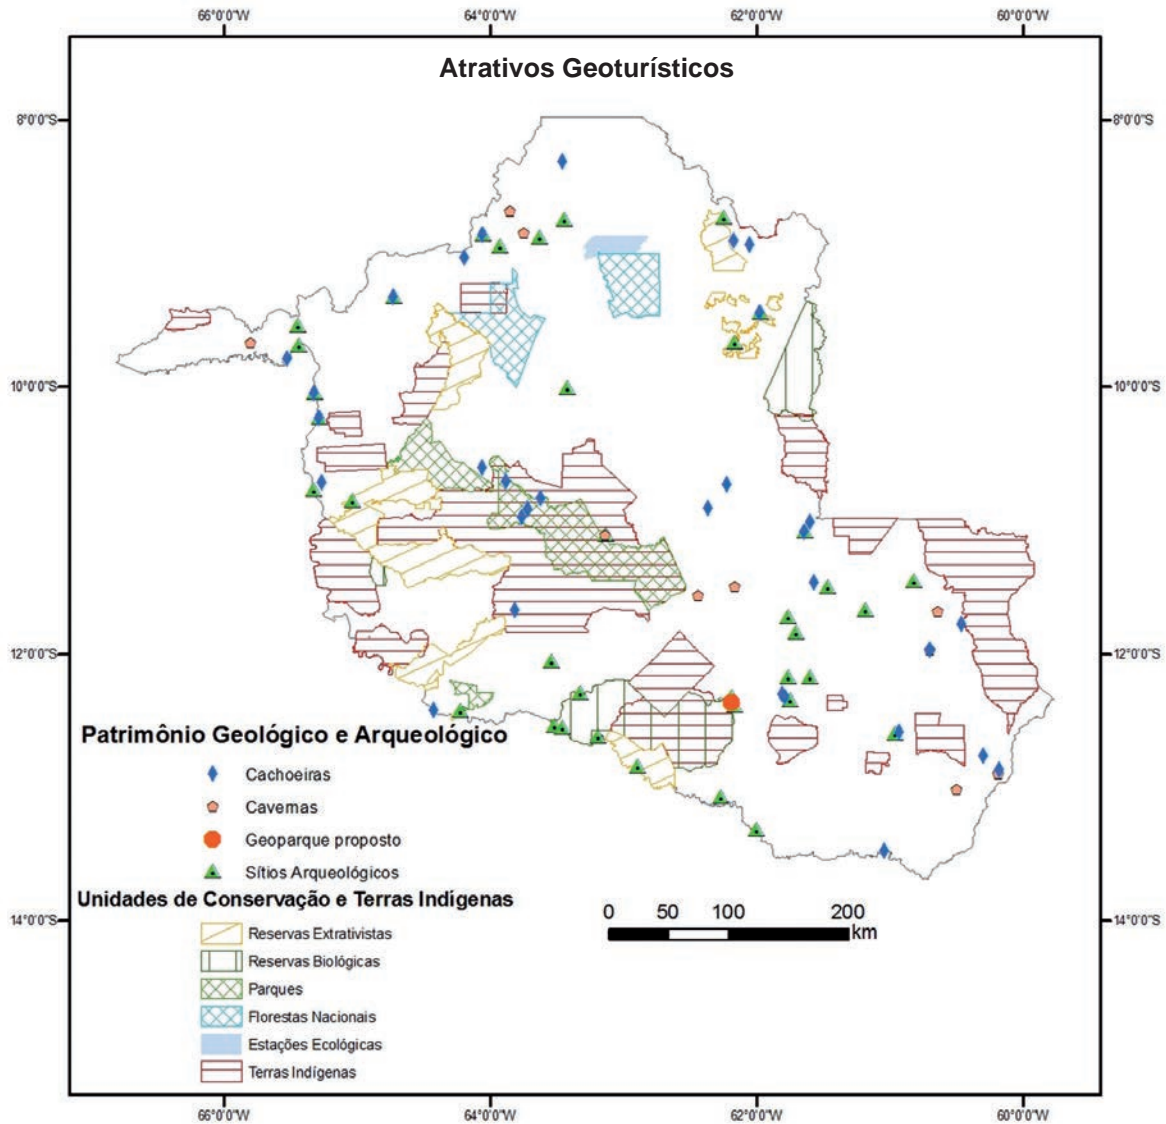 66°0'0"W 64°0'0"W 62°0'0"W 60°0'0"W
Atrativos Geoturísticos
8°0'0"S 8°0'0"S
10°0'0"S 10°0'0"S
12°0'0"S 12°0'0"S
Patrimônio Geológico e Arqueológico
Cachoeiras
Cavernas
Geoparque proposto
Sítios Arqueológicos
Unidades de Conservação e Terras Indígenas
14°0'0"S 14°0'0"S
0 50 100 200
km
Reservas Extrativistas
Reservas Biológicas
Parques
Florestas Nacionais
Estações Ecológicas
Terras Indígenas
66°0'0"W 64°0'0"W 62°0'0"W 60°0'0"W